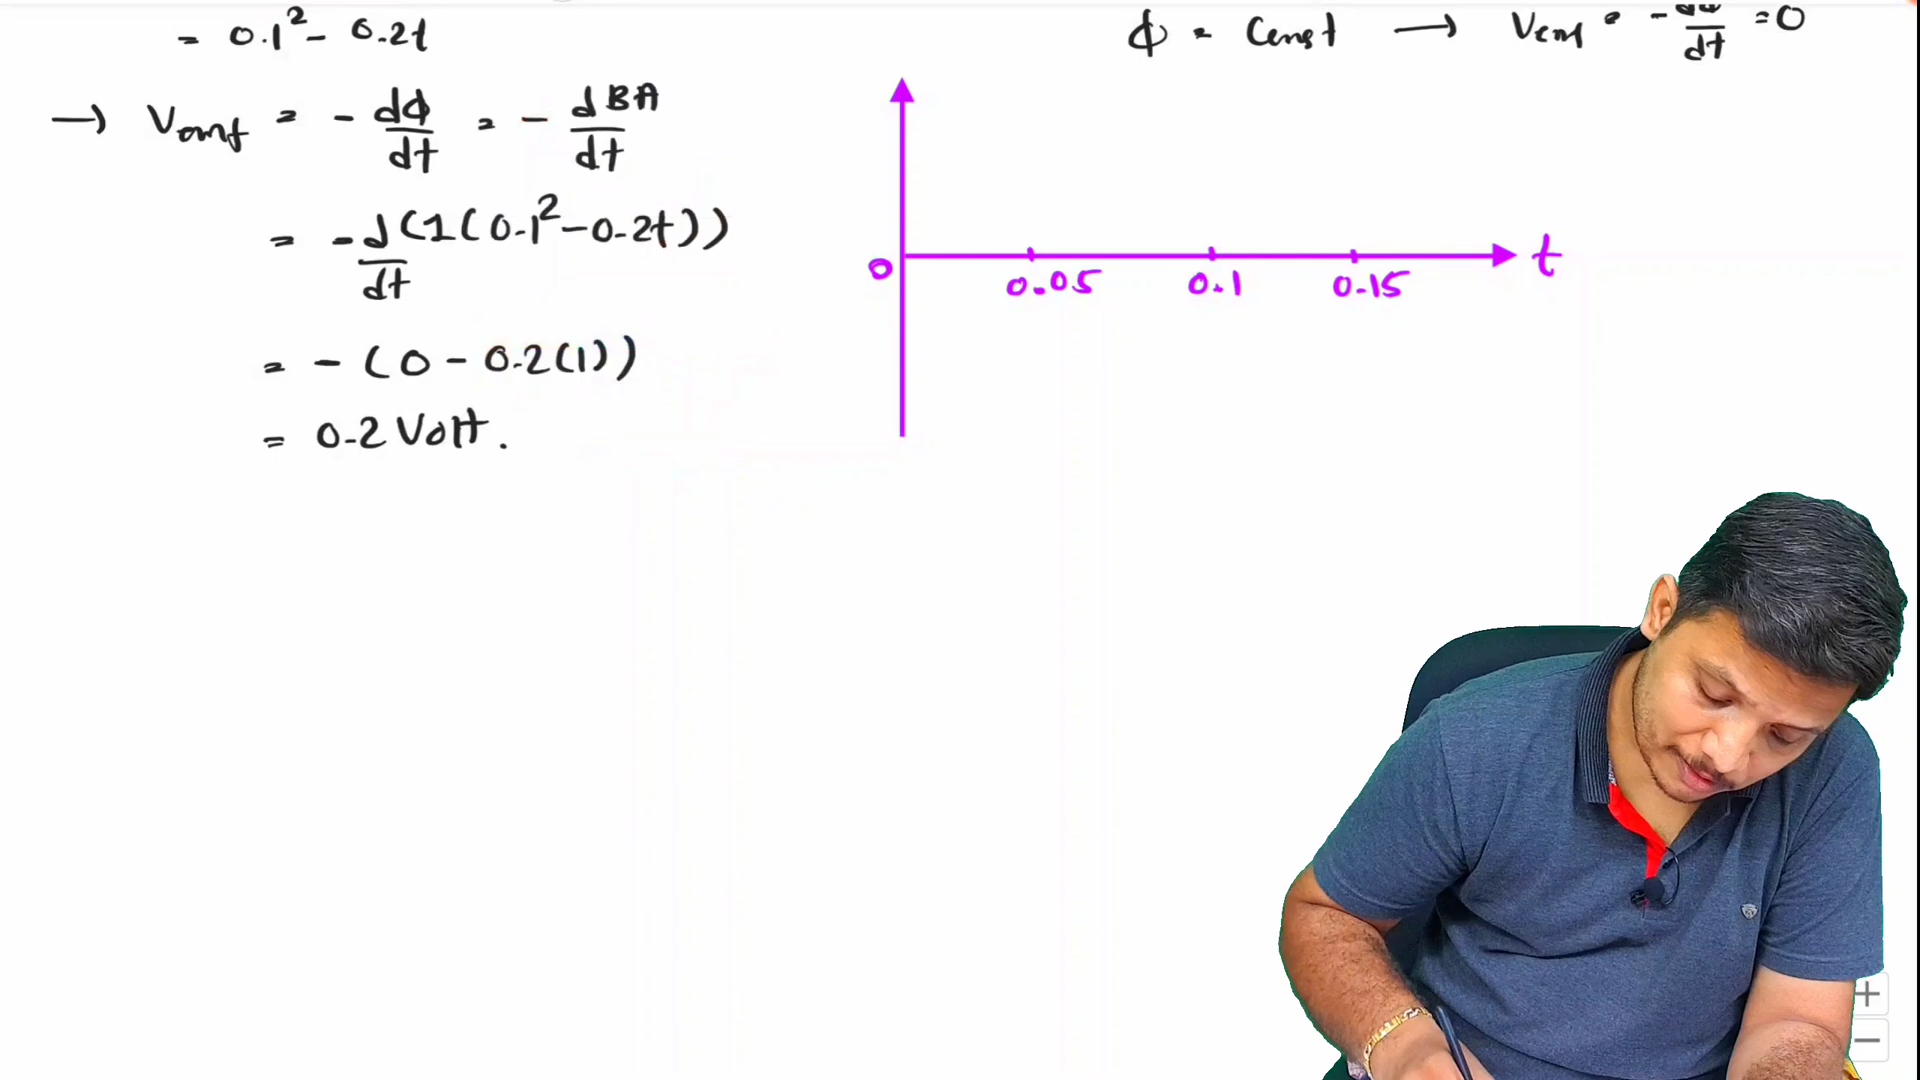 = 0.1² - 0.2t
→ Vemf = - dΦ/dt = - dBA/dt
= - d/dt (1(0.1² - 0.2t))
= - (0 - 0.2(1))
= 0.2 Volt.
Φ = Const → Vemf = - dΦ/dt = 0
0 0.05 0.1 0.15 t
+
−